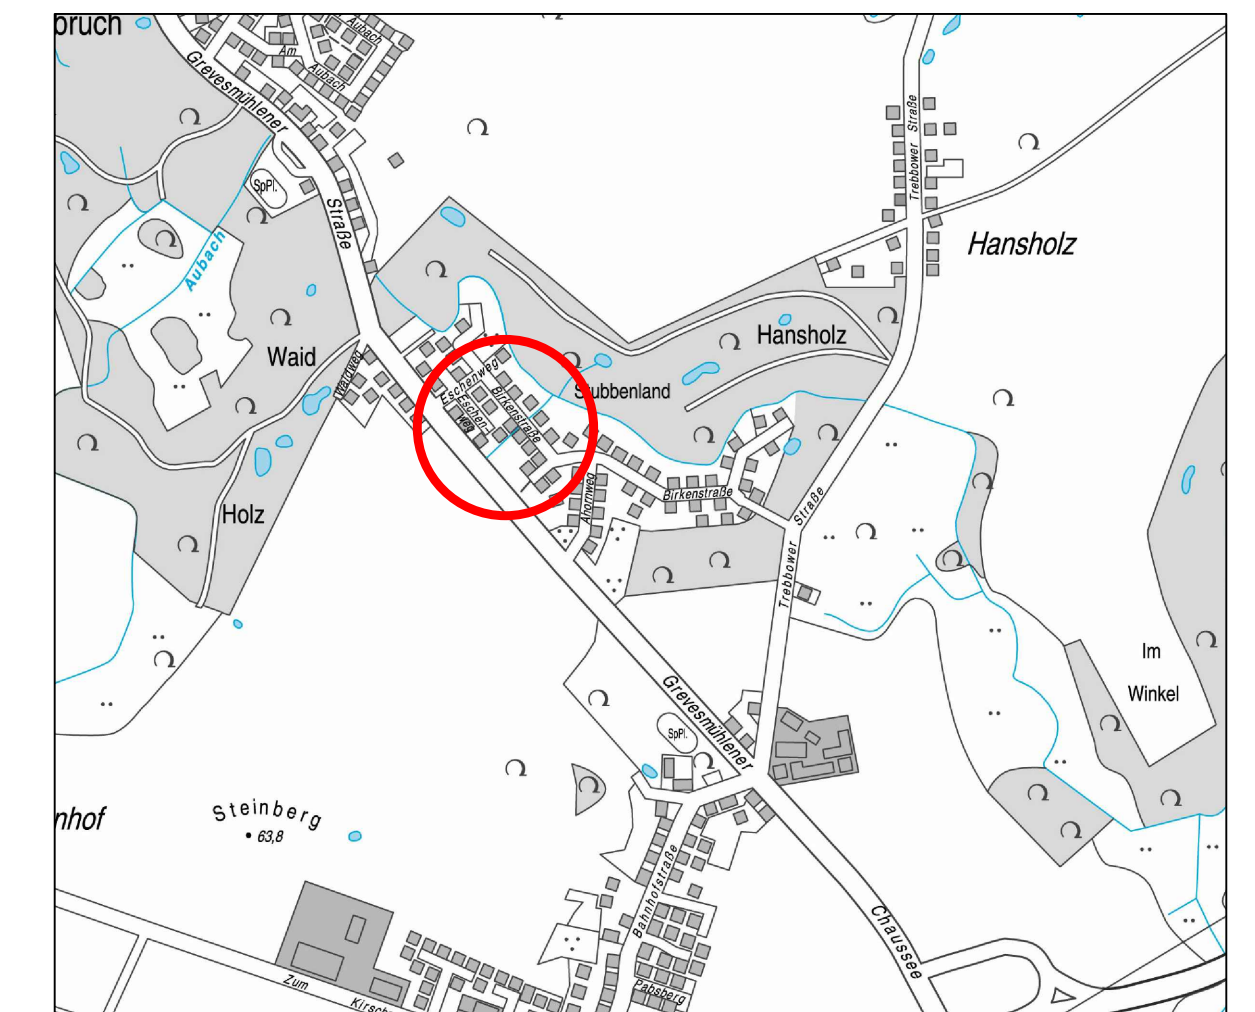 bruch
Aubach
Am
Aubach
Grevesmühlener
Straße
SpPl.
Aubach
Trebbower Straße
Hansholz
Hansholz
Waid
Waidweg
Eschenweg
Eschen-
weg
Birkenstraße
Stubbenland
Holz
Ahornweg
Birkenstraße
Trebbower Straße
Im
Winkel
Grevesmühlener
SpPl.
Steinberg
63,8
nhof
Bahnhofstraße
Chaussee
Pabsberg
Zum
Kirsch